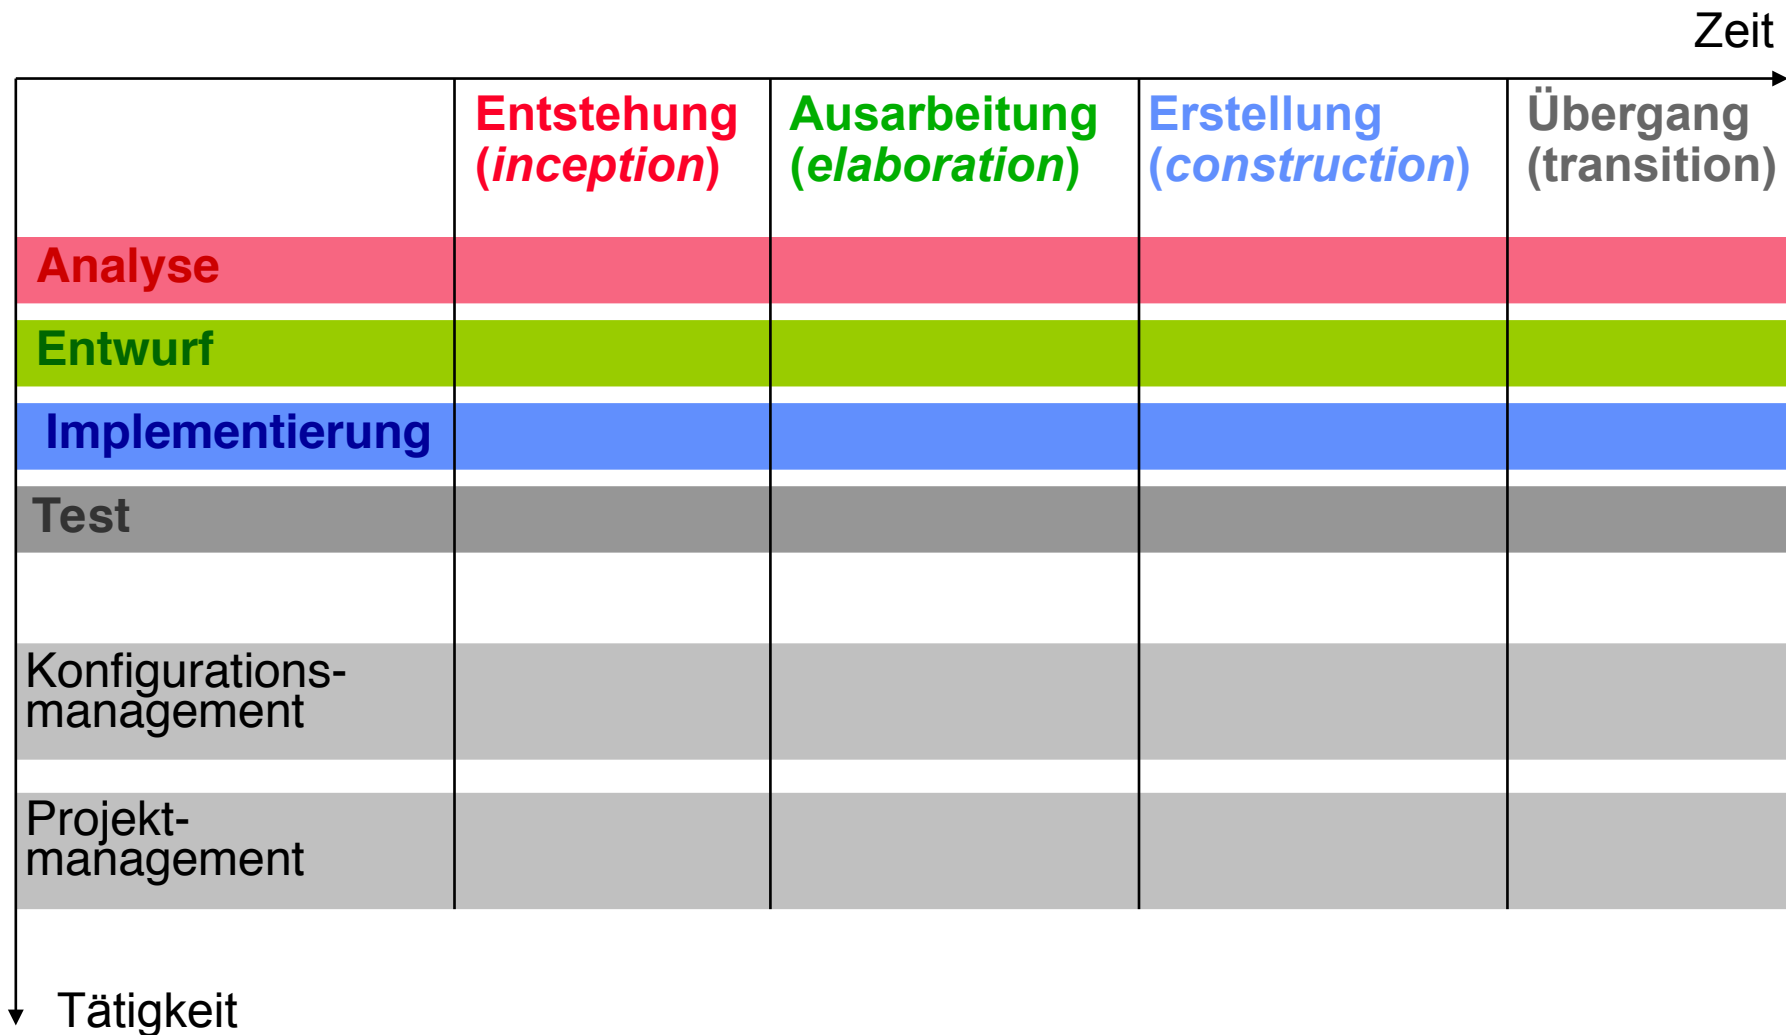 Zeit
Entstehung
(inception)
Ausarbeitung
(elaboration)
Erstellung
(construction)
Übergang
(transition)
Analyse
Entwurf
Implementierung
Test
Konfigurations-
management
Projekt-
management
Tätigkeit